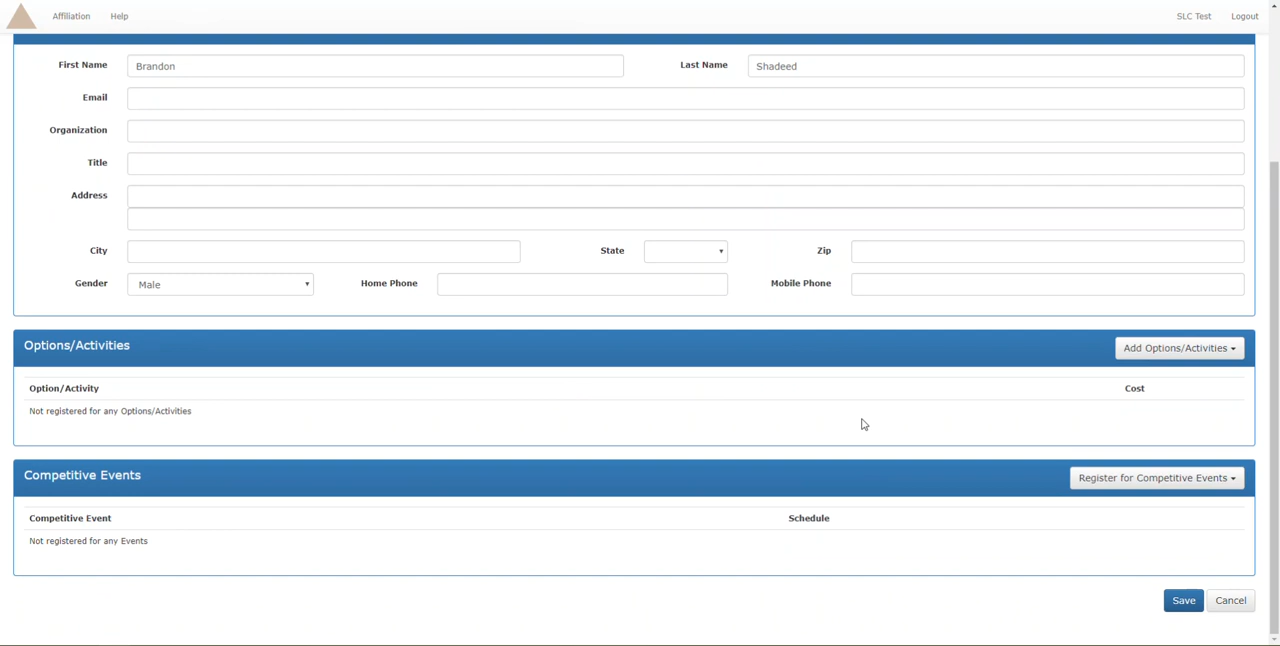 Affiliation Help SLC Test Logout
First Name Brandon Last Name Shadeed
Email
Organization
Title
Address
City State Zip
Gender Male Home Phone Mobile Phone
Options/Activities Add Options/Activities
Option/Activity Cost
Not registered for any Options/Activities
Competitive Events Register for Competitive Events
Competitive Event Schedule
Not registered for any Events
Save Cancel